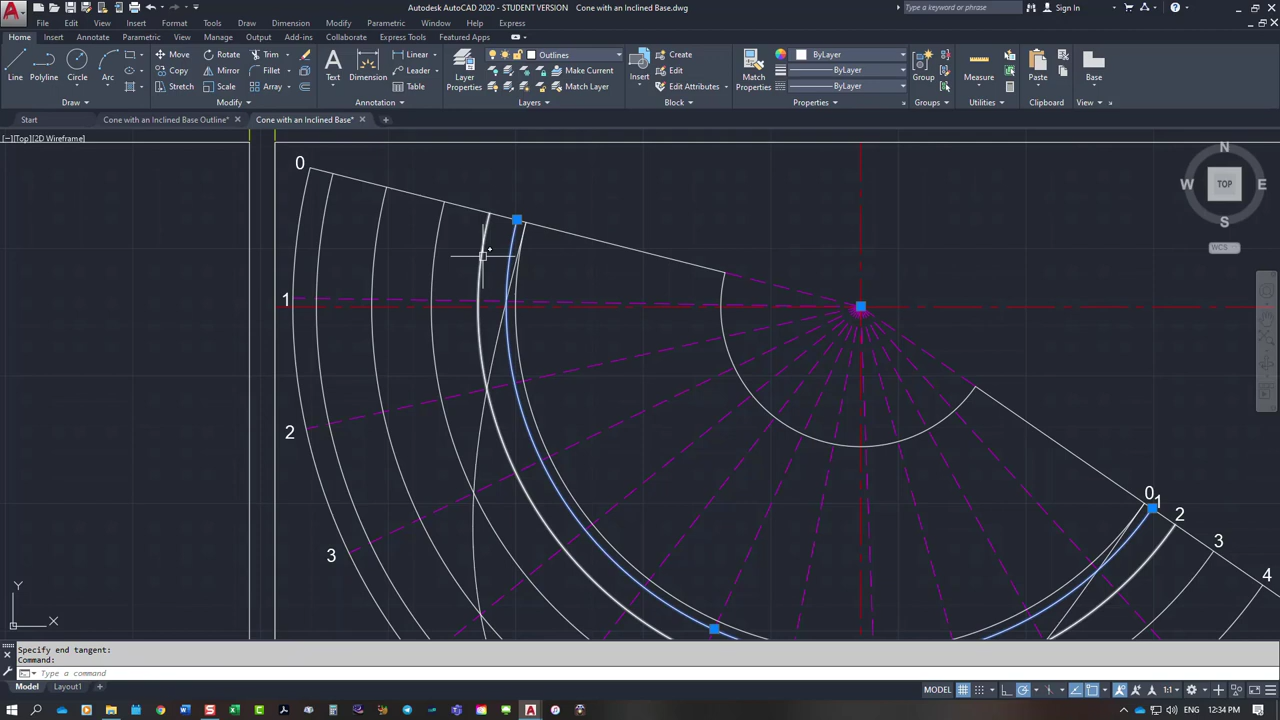 Autodesk AutoCAD 2020 - STUDENT VERSION Cone with an Inclined Base.dwg
Type a keyword or phrase
Sign In
File Edit View Insert Format Tools Draw Dimension Modify Parametric Window Help Express
Home Insert Annotate Parametric View Manage Output Add-ins Collaborate Express Tools Featured Apps
Line Polyline Circle Arc
Move Rotate Trim
Copy Mirror Fillet
Stretch Scale Array
Text Dimension
Linear
Leader
Table
Layer Properties
Outlines
Make Current
Match Layer
Insert
Create
Edit
Edit Attributes
Match Properties
ByLayer
ByLayer
ByLayer
Group
Measure
Paste
Base
Draw Modify Annotation Layers Block Properties Groups Utilities Clipboard View
Start Cone with an Inclined Base Outline* Cone with an Inclined Base*
[−][Top][2D Wireframe]
N
W TOP E
S
WCS
0
1
2
3
0
1
2
3
4
Y
X
Specify end tangent:
Command:
Type a command
Model Layout1
MODEL
1:1
ENG 12:34 PM